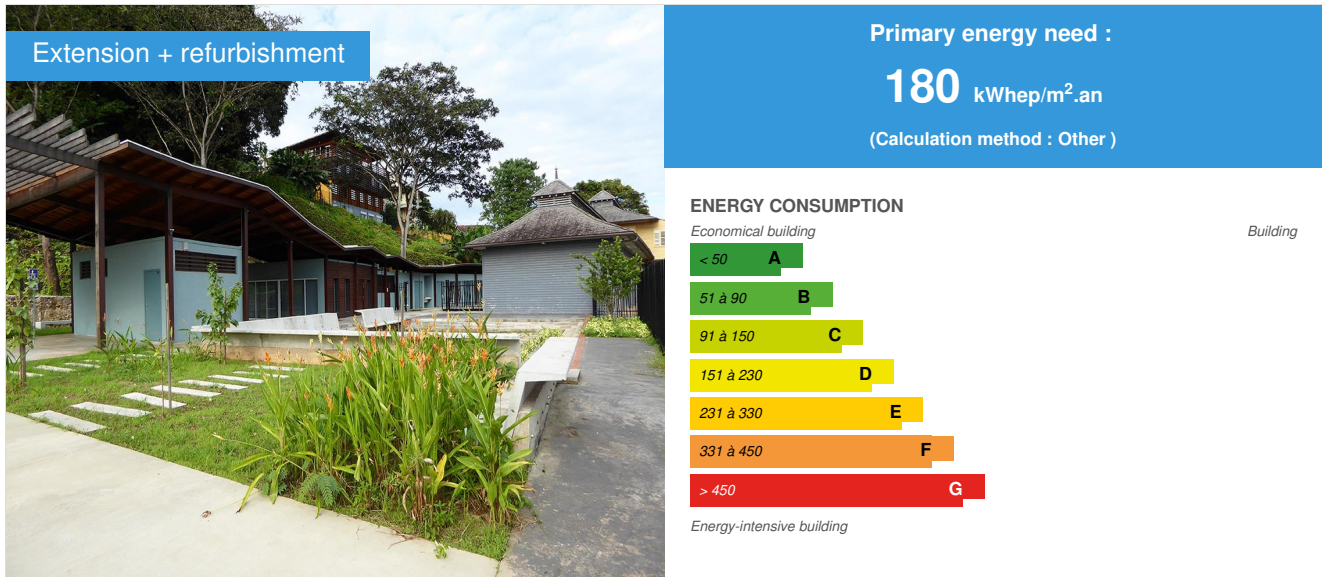 Extension + refurbishment
Primary energy need :
180 kWhep/m².an
(Calculation method : Other )
ENERGY CONSUMPTION
Economical building
Building
< 50 A
51 à 90 B
91 à 150 C
151 à 230 D
231 à 330 E
331 à 450 F
> 450 G
Energy-intensive building